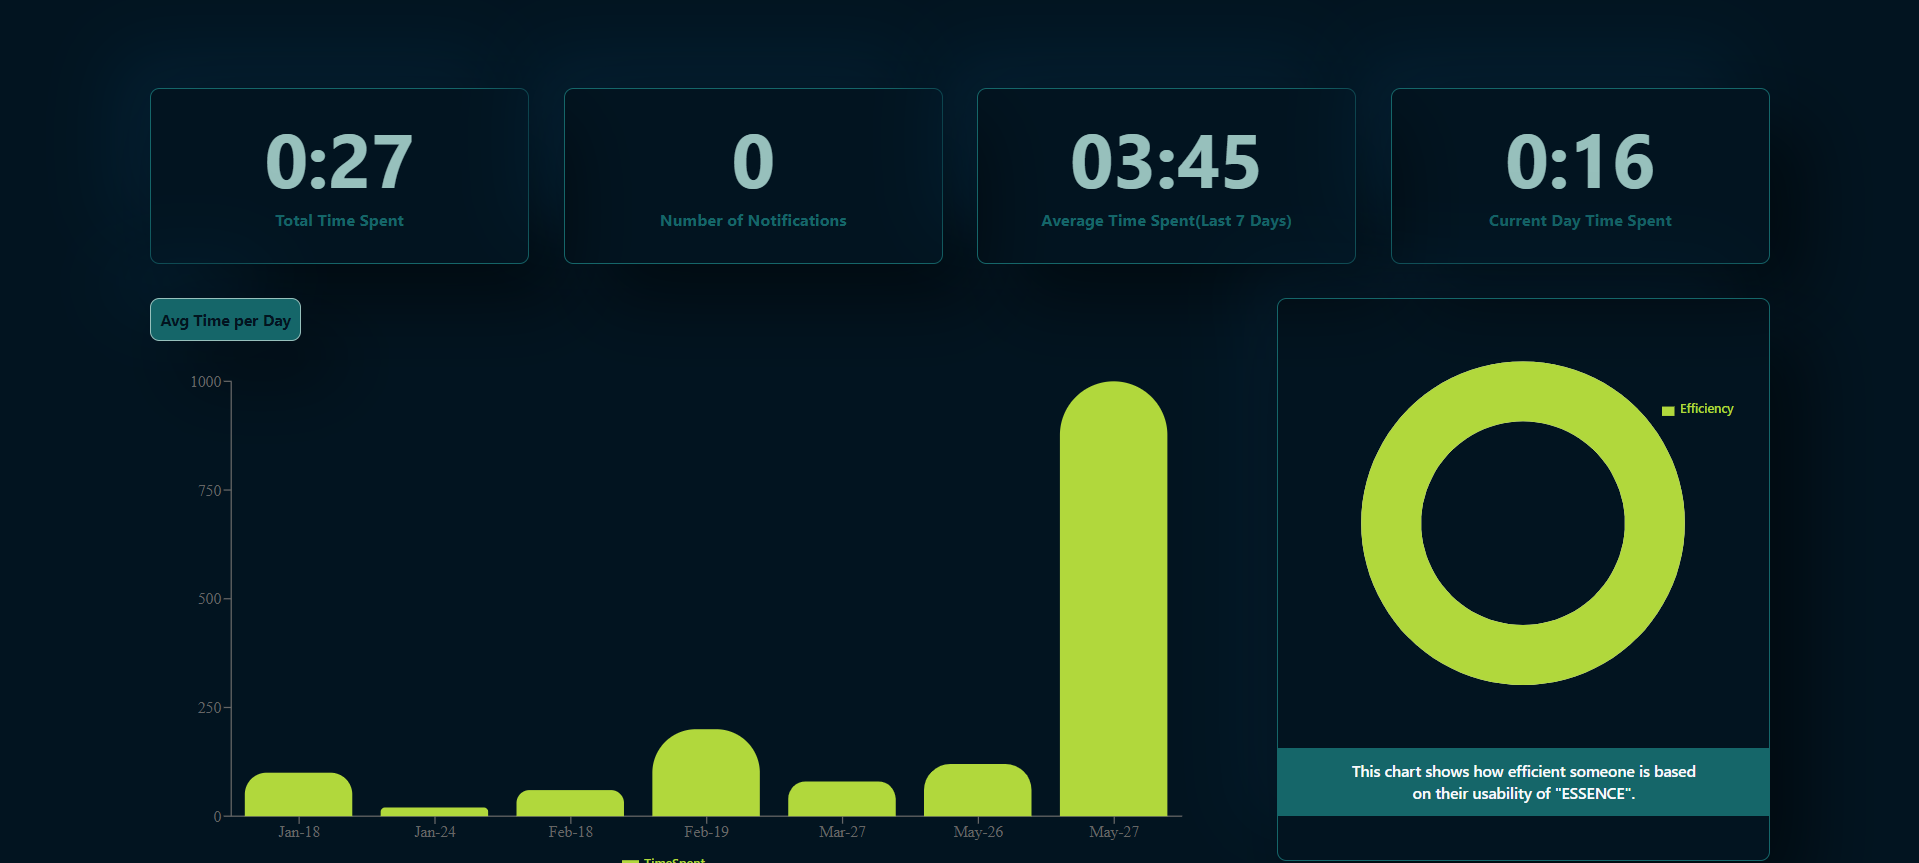 0:27
Total Time Spent
0
Number of Notifications
03:45
Average Time Spent(Last 7 Days)
0:16
Current Day Time Spent
Avg Time per Day
1000
750
500
250
0
Jan-18
Jan-24
Feb-18
Feb-19
Mar-27
May-26
May-27
TimeSpent
Efficiency
This chart shows how efficient someone is based
on their usability of "ESSENCE".